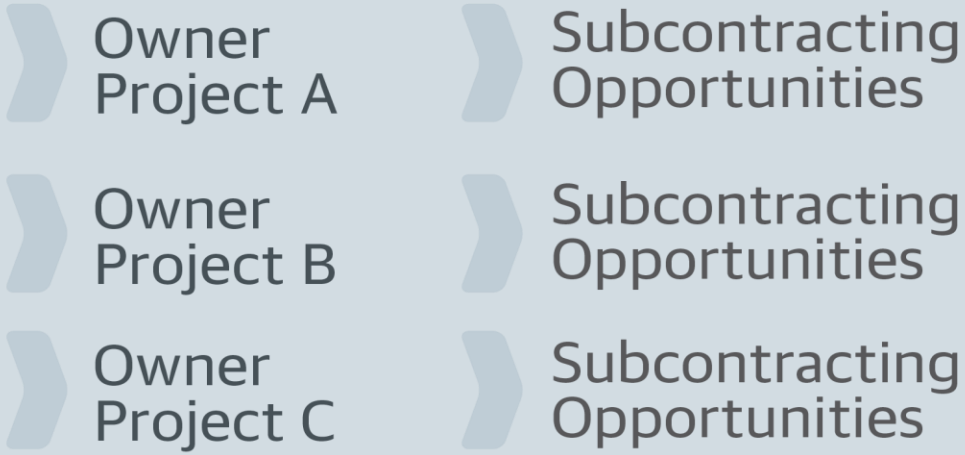 Owner
Project A
Subcontracting
Opportunities
Owner
Project B
Subcontracting
Opportunities
Owner
Project C
Subcontracting
Opportunities